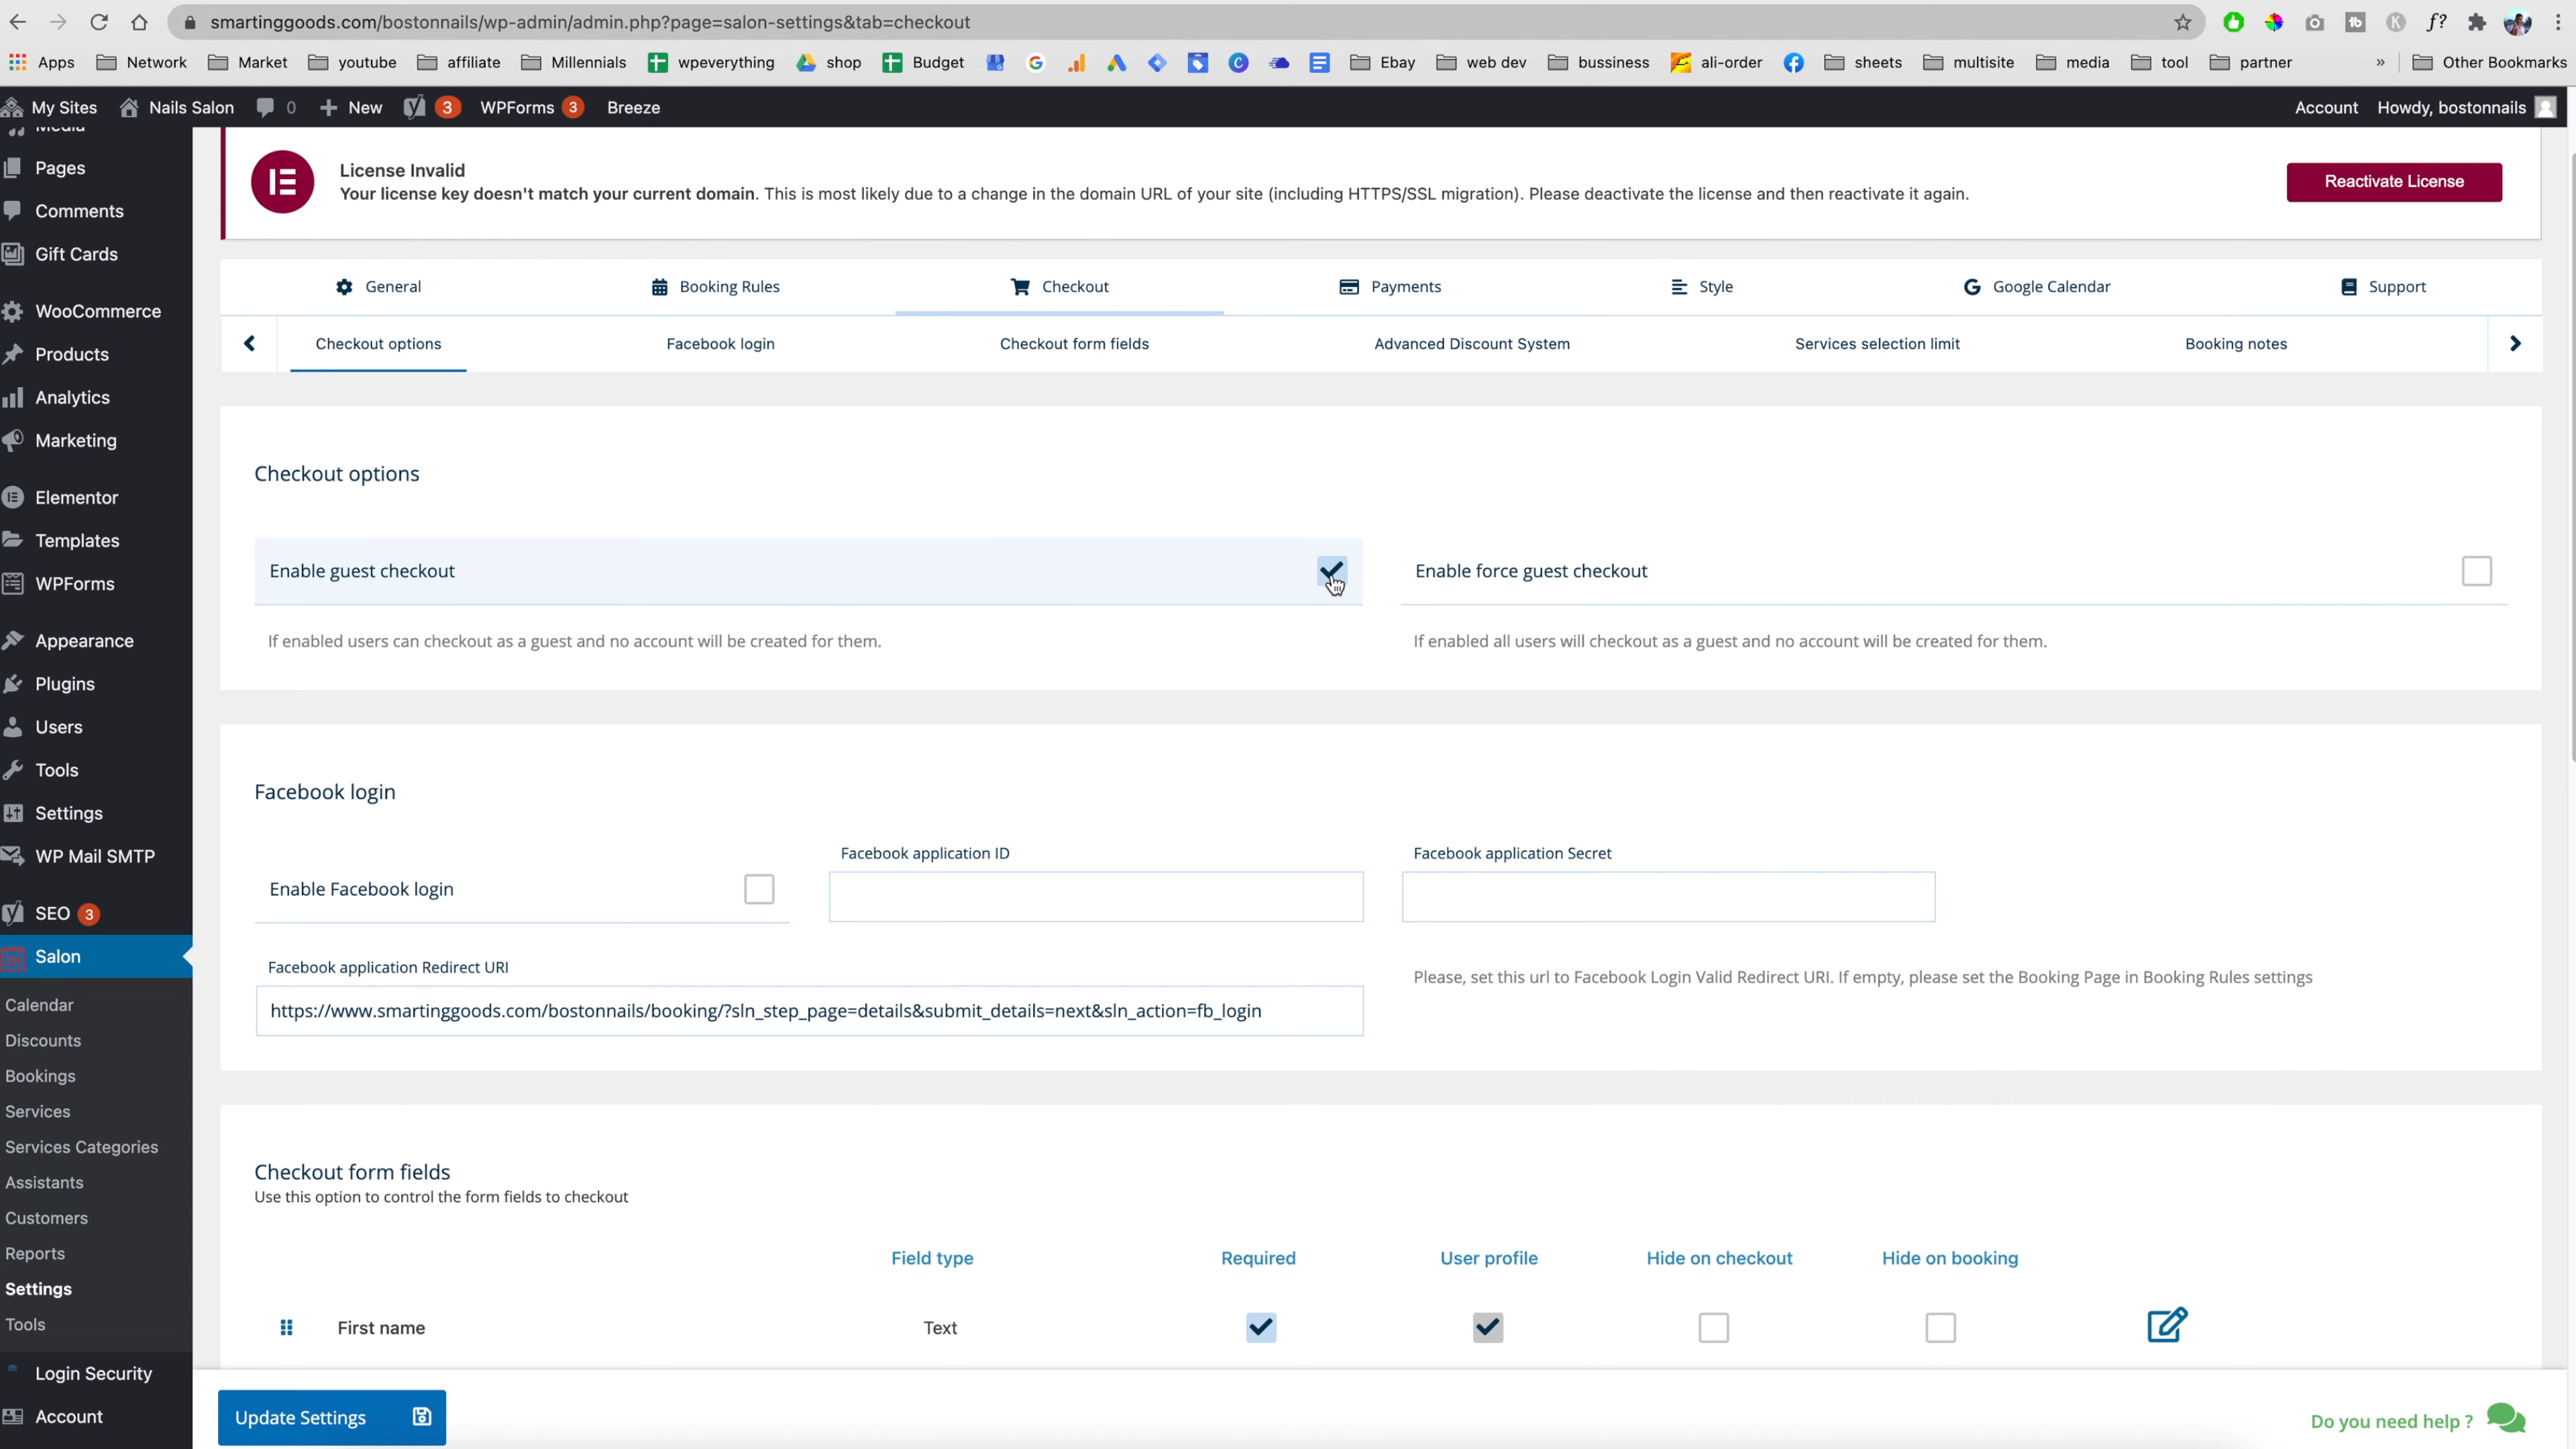 smartinggoods.com/bostonnails/wp-admin/admin.php?page=salon-settings&tab=checkout
Apps Network Market youtube affiliate Millennials wpeverything shop Budget Ebay web dev bussiness ali-order sheets multisite media tool partner » Other Bookmarks
My Sites Nails Salon 0 New 3 WPForms 3 Breeze Account Howdy, bostonnails
Media
Pages
Comments
Gift Cards
WooCommerce
Products
Analytics
Marketing
Elementor
Templates
WPForms
Appearance
Plugins
Users
Tools
Settings
WP Mail SMTP
SEO 3
Salon
Calendar
Discounts
Bookings
Services
Services Categories
Assistants
Customers
Reports
Settings
Tools
Login Security
Account
License Invalid
Your license key doesn't match your current domain. This is most likely due to a change in the domain URL of your site (including HTTPS/SSL migration). Please deactivate the license and then reactivate it again.
Reactivate License
General Booking Rules Checkout Payments Style Google Calendar Support
Checkout options Facebook login Checkout form fields Advanced Discount System Services selection limit Booking notes
Checkout options
Enable guest checkout Enable force guest checkout
If enabled users can checkout as a guest and no account will be created for them. If enabled all users will checkout as a guest and no account will be created for them.
Facebook login
Facebook application ID Facebook application Secret
Enable Facebook login
Facebook application Redirect URI
Please, set this url to Facebook Login Valid Redirect URI. If empty, please set the Booking Page in Booking Rules settings
https://www.smartinggoods.com/bostonnails/booking/?sln_step_page=details&submit_details=next&sln_action=fb_login
Checkout form fields
Use this option to control the form fields to checkout
Field type Required User profile Hide on checkout Hide on booking
First name Text
Update Settings
Do you need help ?